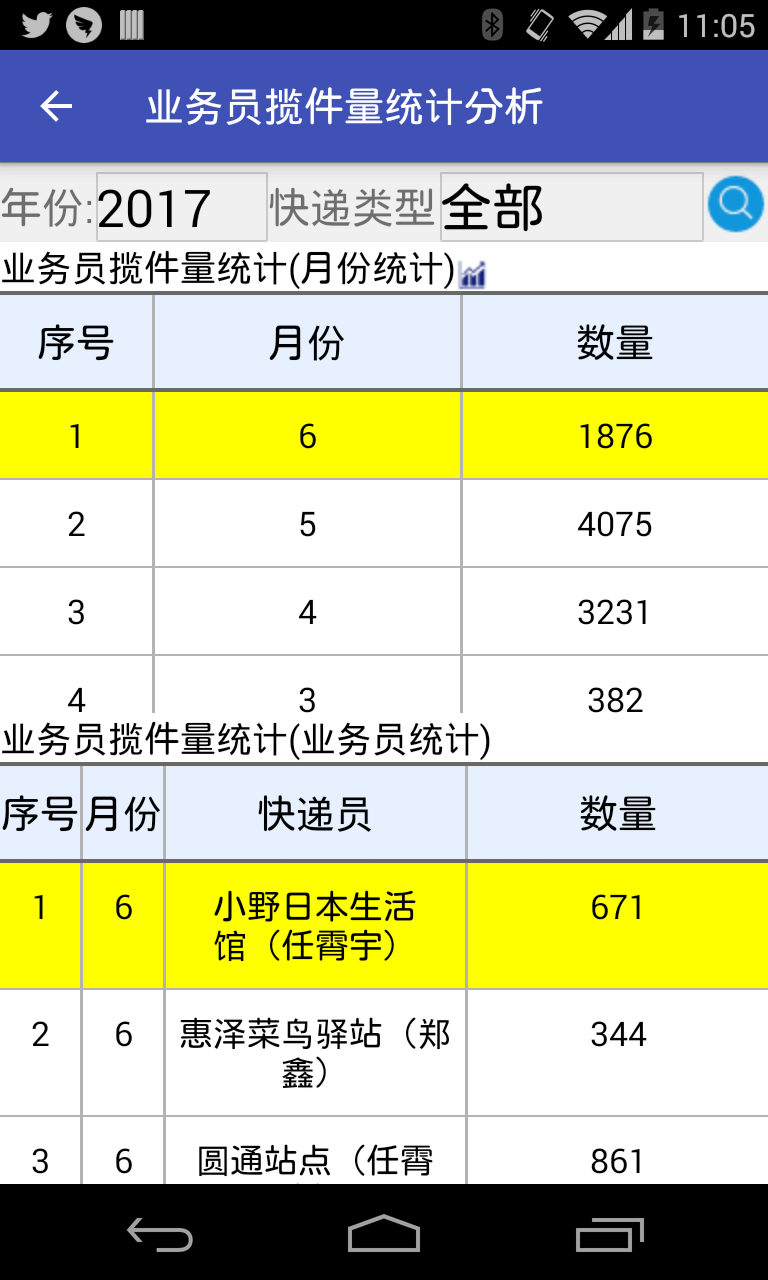 11:05
业务员揽件量统计分析
年份:2017 快递类型 全部
业务员揽件量统计(月份统计)
序号 月份 数量
1 6 1876
2 5 4075
3 4 3231
4 3 382
业务员揽件量统计(业务员统计)
序号 月份 快递员 数量
1 6 小野日本生活 671
馆（任霄宇）
2 6 惠泽菜鸟驿站（郑 344
鑫）
3 6 圆通站点（任霄 861